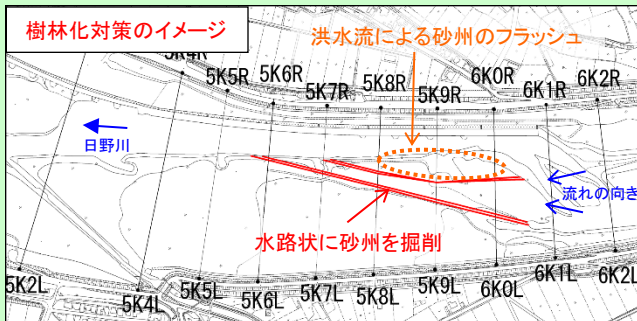 樹林化対策のイメージ
洪水流による砂州のフラッシュ
5K4R
5K5R
5K6R
5K7R
5K8R
5K9R
6K0R
6K1R
6K2R
日野川
流れの向き
水路状に砂州を掘削
5K2L
5K4L
5K5L
5K6L
5K7L
5K8L
5K9L
6K0L
6K1L
6K2L